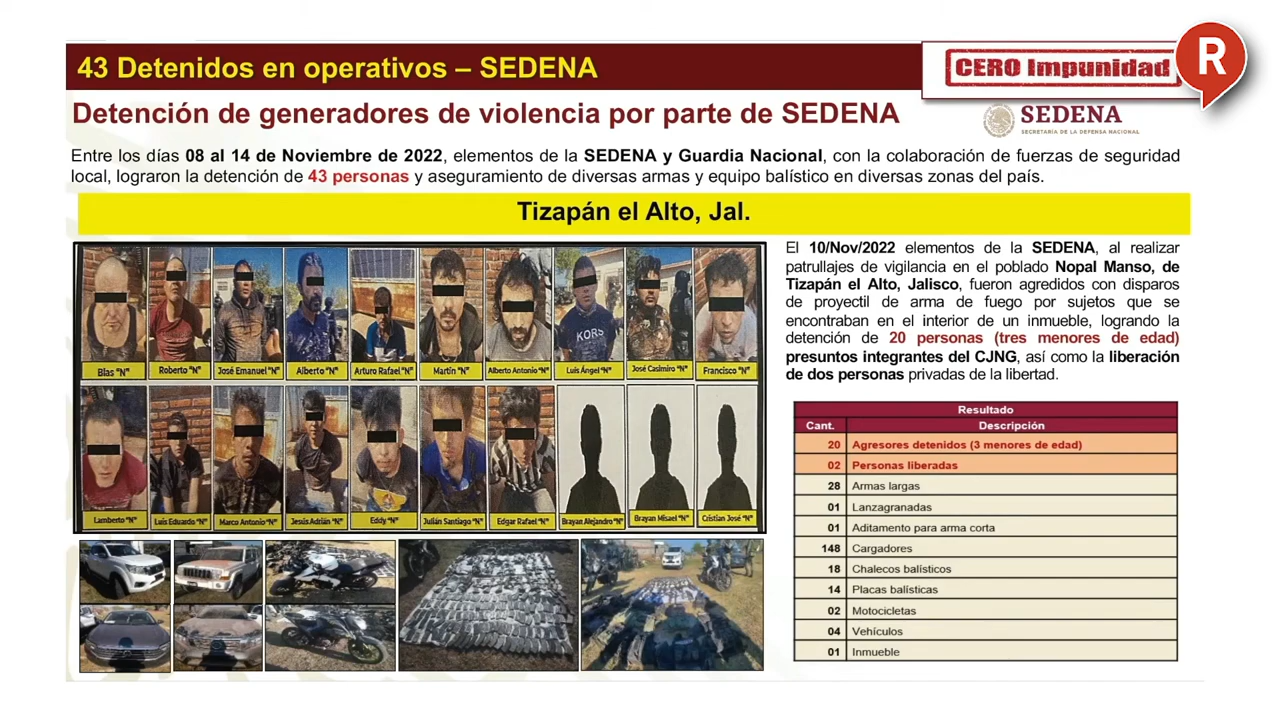 43 Detenidos en operativos – SEDENA
CERO Impunidad
R
Detención de generadores de violencia por parte de SEDENA
SEDENA
SECRETARÍA DE LA DEFENSA NACIONAL
Entre los días 08 al 14 de Noviembre de 2022, elementos de la SEDENA y Guardia Nacional, con la colaboración de fuerzas de seguridad
local, lograron la detención de 43 personas y aseguramiento de diversas armas y equipo balístico en diversas zonas del país.
Tizapán el Alto, Jal.
Blas "N"
Roberto "N"
José Emanuel "N"
Alberto "N"
Arturo Rafael "N"
Martín "N"
Alberto Antonio "N"
Luis Ángel "N"
José Casimiro "N"
Francisco "N"
KORS
Lamberto "N"
Luis Eduardo "N"
Marco Antonio "N"
Jesús Adrián "N"
Eddy "N"
Julián Santiago "N"
Edgar Rafael "N"
Brayan Alejandro "N"
Brayan Misael "N"
Cristian José "N"
El 10/Nov/2022 elementos de la SEDENA, al realizar
patrullajes de vigilancia en el poblado Nopal Manso, de
Tizapán el Alto, Jalisco, fueron agredidos con disparos
de proyectil de arma de fuego por sujetos que se
encontraban en el interior de un inmueble, logrando la
detención de 20 personas (tres menores de edad)
presuntos integrantes del CJNG, así como la liberación
de dos personas privadas de la libertad.
Resultado
Cant. Descripción
20 Agresores detenidos (3 menores de edad)
02 Personas liberadas
28 Armas largas
01 Lanzagranadas
01 Aditamento para arma corta
148 Cargadores
18 Chalecos balísticos
14 Placas balísticas
02 Motocicletas
04 Vehículos
01 Inmueble